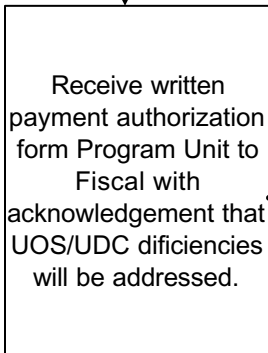 Receive written
payment authorization
form Program Unit to
Fiscal with
acknowledgement that
UOS/UDC dificiencies
will be addressed.